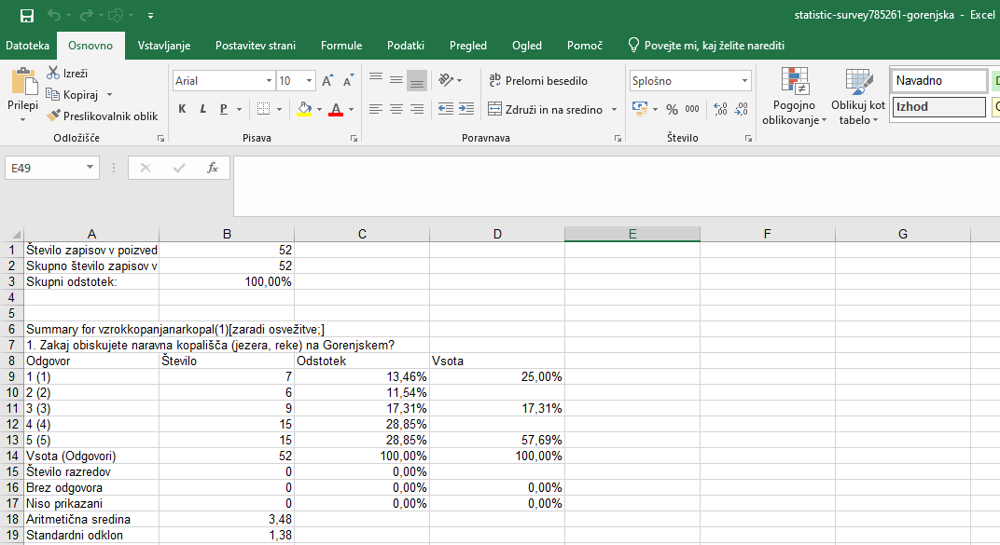 statistic-survey785261-gorenjska - Excel
Datoteka Osnovno Vstavljanje Postavitev strani Formule Podatki Pregled Ogled Pomoč Povejte mi, kaj želite narediti
Prilepi
Izreži
Kopiraj
Preslikovalnik oblik
Odložišče
Arial 10
K L P
Pisava
Prelomi besedilo
Združi in na sredino
Poravnava
Splošno
% 000
Število
Pogojno oblikovanje
Oblikuj kot tabelo
Navadno
Izhod
E49
fx
A B C D E F G
1 Število zapisov v poizved 52
2 Skupno število zapisov v 52
3 Skupni odstotek: 100,00%
4
5
6 Summary for vzrokkopanjanarkopal(1)[zaradi osvežitve;]
7 1. Zakaj obiskujete naravna kopališča (jezera, reke) na Gorenjskem?
8 Odgovor Število Odstotek Vsota
9 1 (1) 7 13,46% 25,00%
10 2 (2) 6 11,54%
11 3 (3) 9 17,31% 17,31%
12 4 (4) 15 28,85%
13 5 (5) 15 28,85% 57,69%
14 Vsota (Odgovori) 52 100,00% 100,00%
15 Število razredov 0 0,00%
16 Brez odgovora 0 0,00% 0,00%
17 Niso prikazani 0 0,00% 0,00%
18 Aritmetična sredina 3,48
19 Standardni odklon 1,38